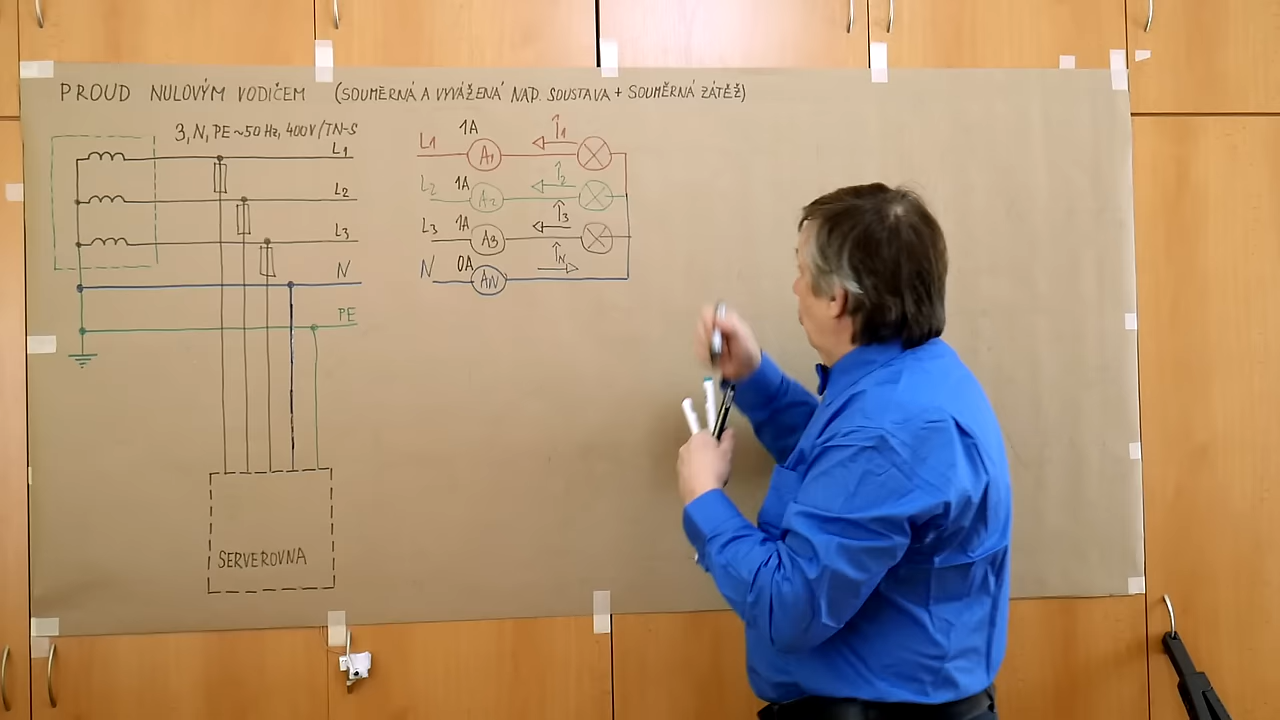 PROUD NULOVÝM VODIČEM (SOUMĚRNÁ A VYVÁŽENÁ NAP. SOUSTAVA + SOUMĚRNÁ ZÁTĚŽ)
3, N, PE ~ 50 Hz, 400V/TN-S
L1
L2
L3
N
PE
SERVEROVNA
L1 1A A1 I1
L2 1A A2 I2
L3 1A A3 I3
N 0A AN IN